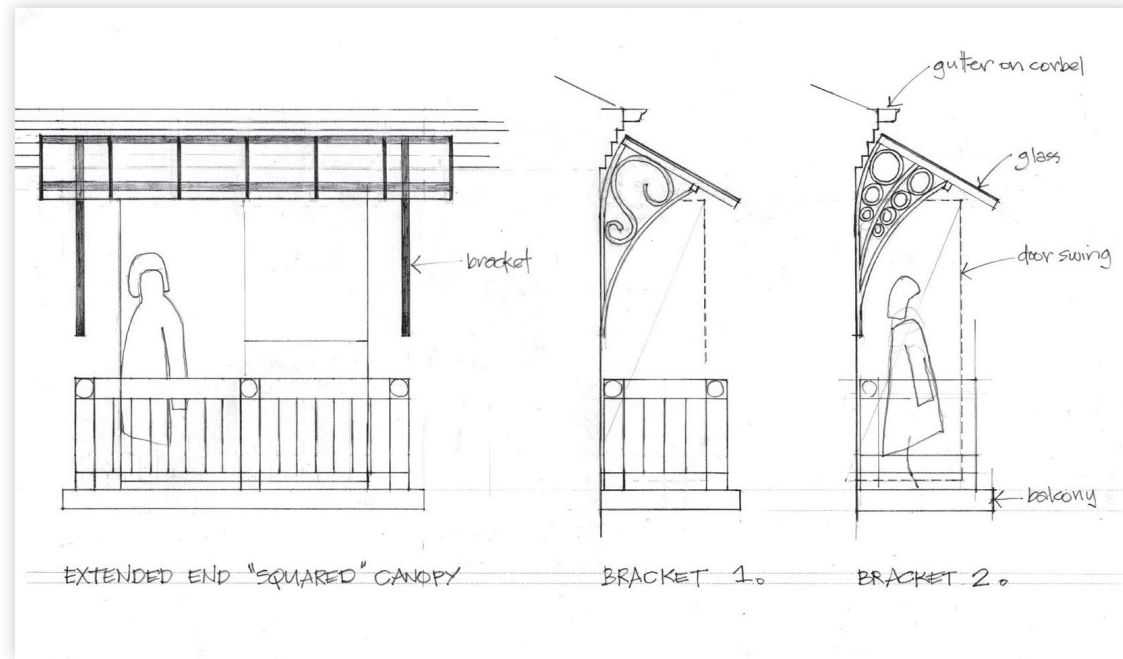 gutter on corbel
glass
bracket
door swing
balcony
EXTENDED END "SQUARED" CANOPY
BRACKET 1.
BRACKET 2.